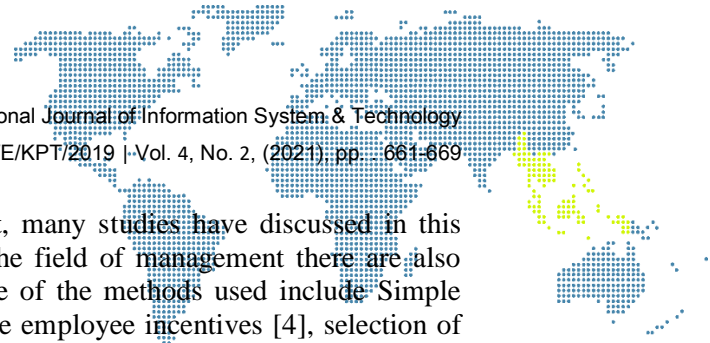 onal Journal of Information System & Technology
E/KPT/2019 | Vol. 4, No. 2, (2021), pp. . 661-669
t, many studies have discussed in this
he field of management there are also
e of the methods used include Simple
e employee incentives [4], selection of